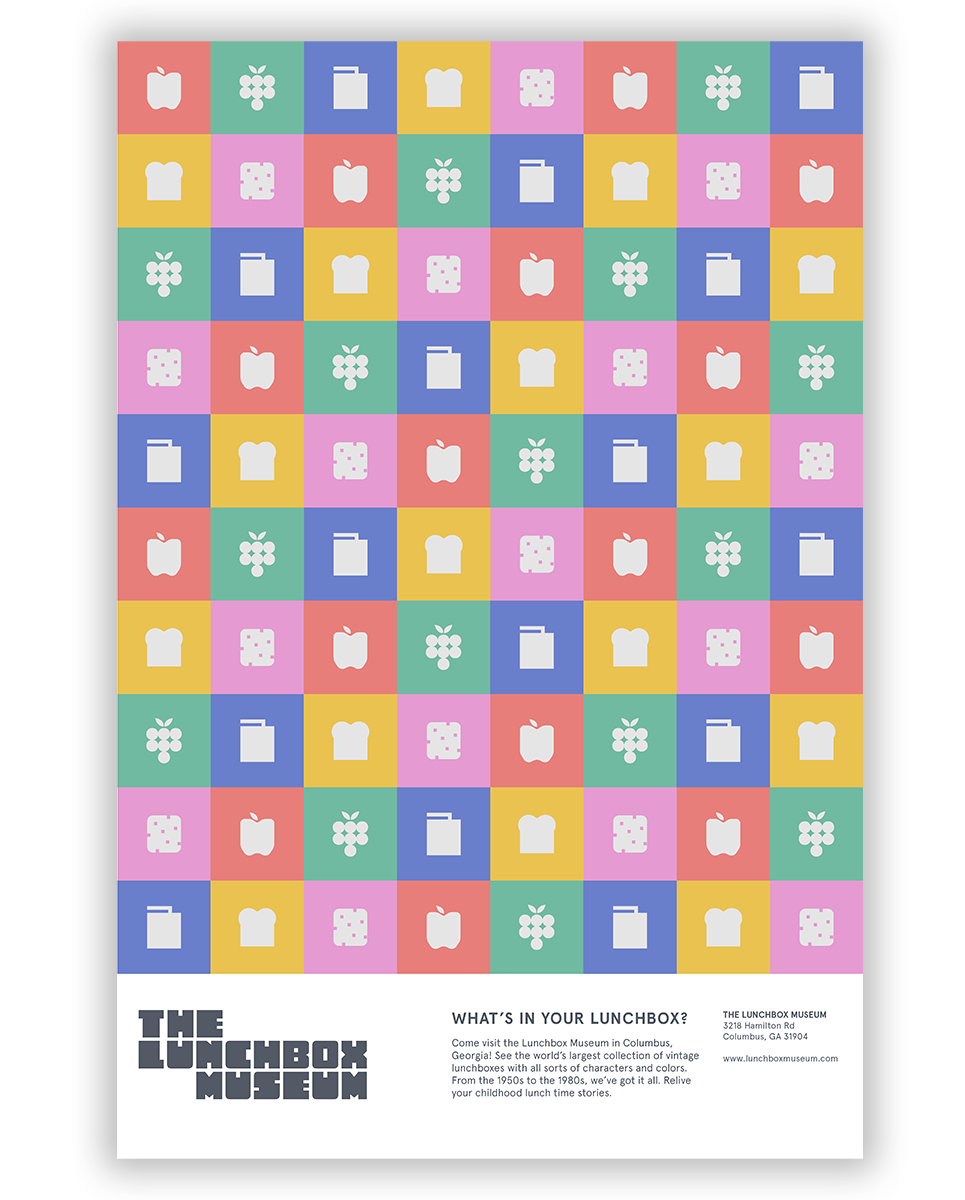 THE
LUNCHBOX
MUSEUM
WHAT’S IN YOUR LUNCHBOX?
Come visit the Lunchbox Museum in Columbus,
Georgia! See the world’s largest collection of vintage
lunchboxes with all sorts of characters and colors.
From the 1950s to the 1980s, we’ve got it all. Relive
your childhood lunch time stories.
THE LUNCHBOX MUSEUM
3218 Hamilton Rd
Columbus, GA 31904
www.lunchboxmuseum.com